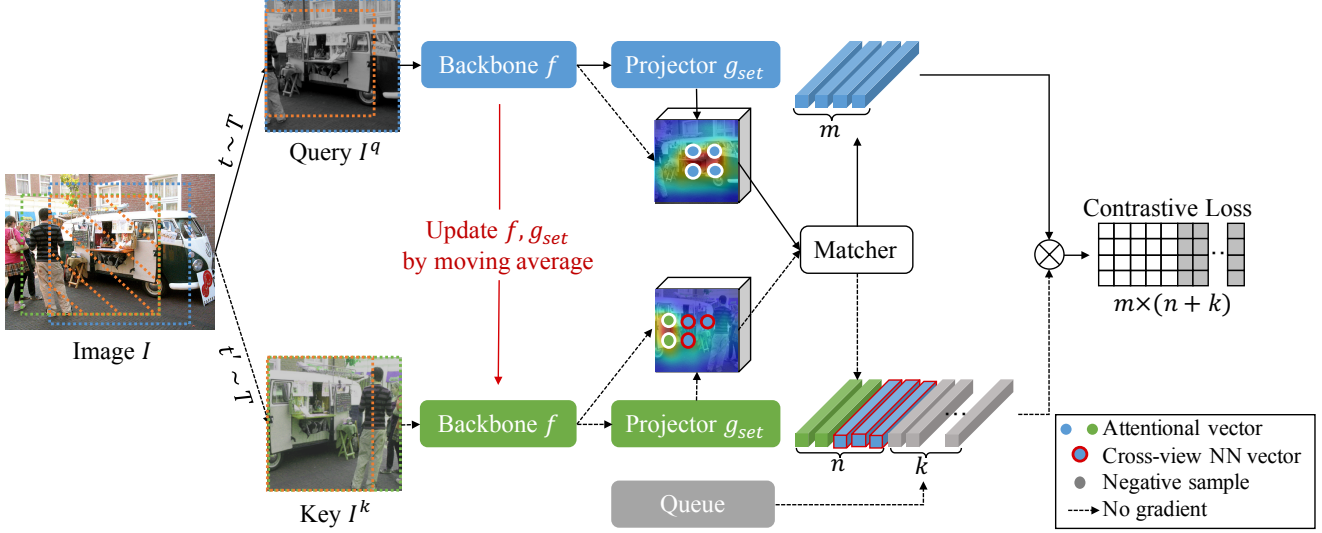 Backbone f
Projector g_set
t ~ T
Query I^q
m
Update f, g_set
by moving average
Matcher
Contrastive Loss
...
m×(n + k)
Image I
T ~ t'
Backbone f
Projector g_set
...
n
k
Key I^k
Queue
Attentional vector
Cross-view NN vector
Negative sample
No gradient